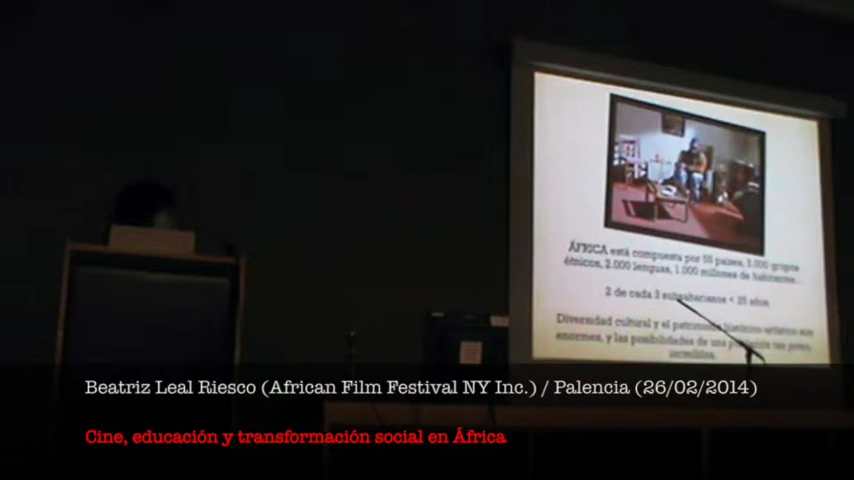 ÁFRICA está compuesta por 55 países, 1.000 grupos
étnicos, 2.000 lenguas, 1.000 millones de habitantes...
2 de cada 3 subsaharianos < 25 años
Diversidad cultural y el patrimonio histórico-artístico son
enormes, y las posibilidades de una población tan joven,
increíbles.
Beatriz Leal Riesco (African Film Festival NY Inc.) / Palencia (26/02/2014)
Cine, educación y transformación social en África